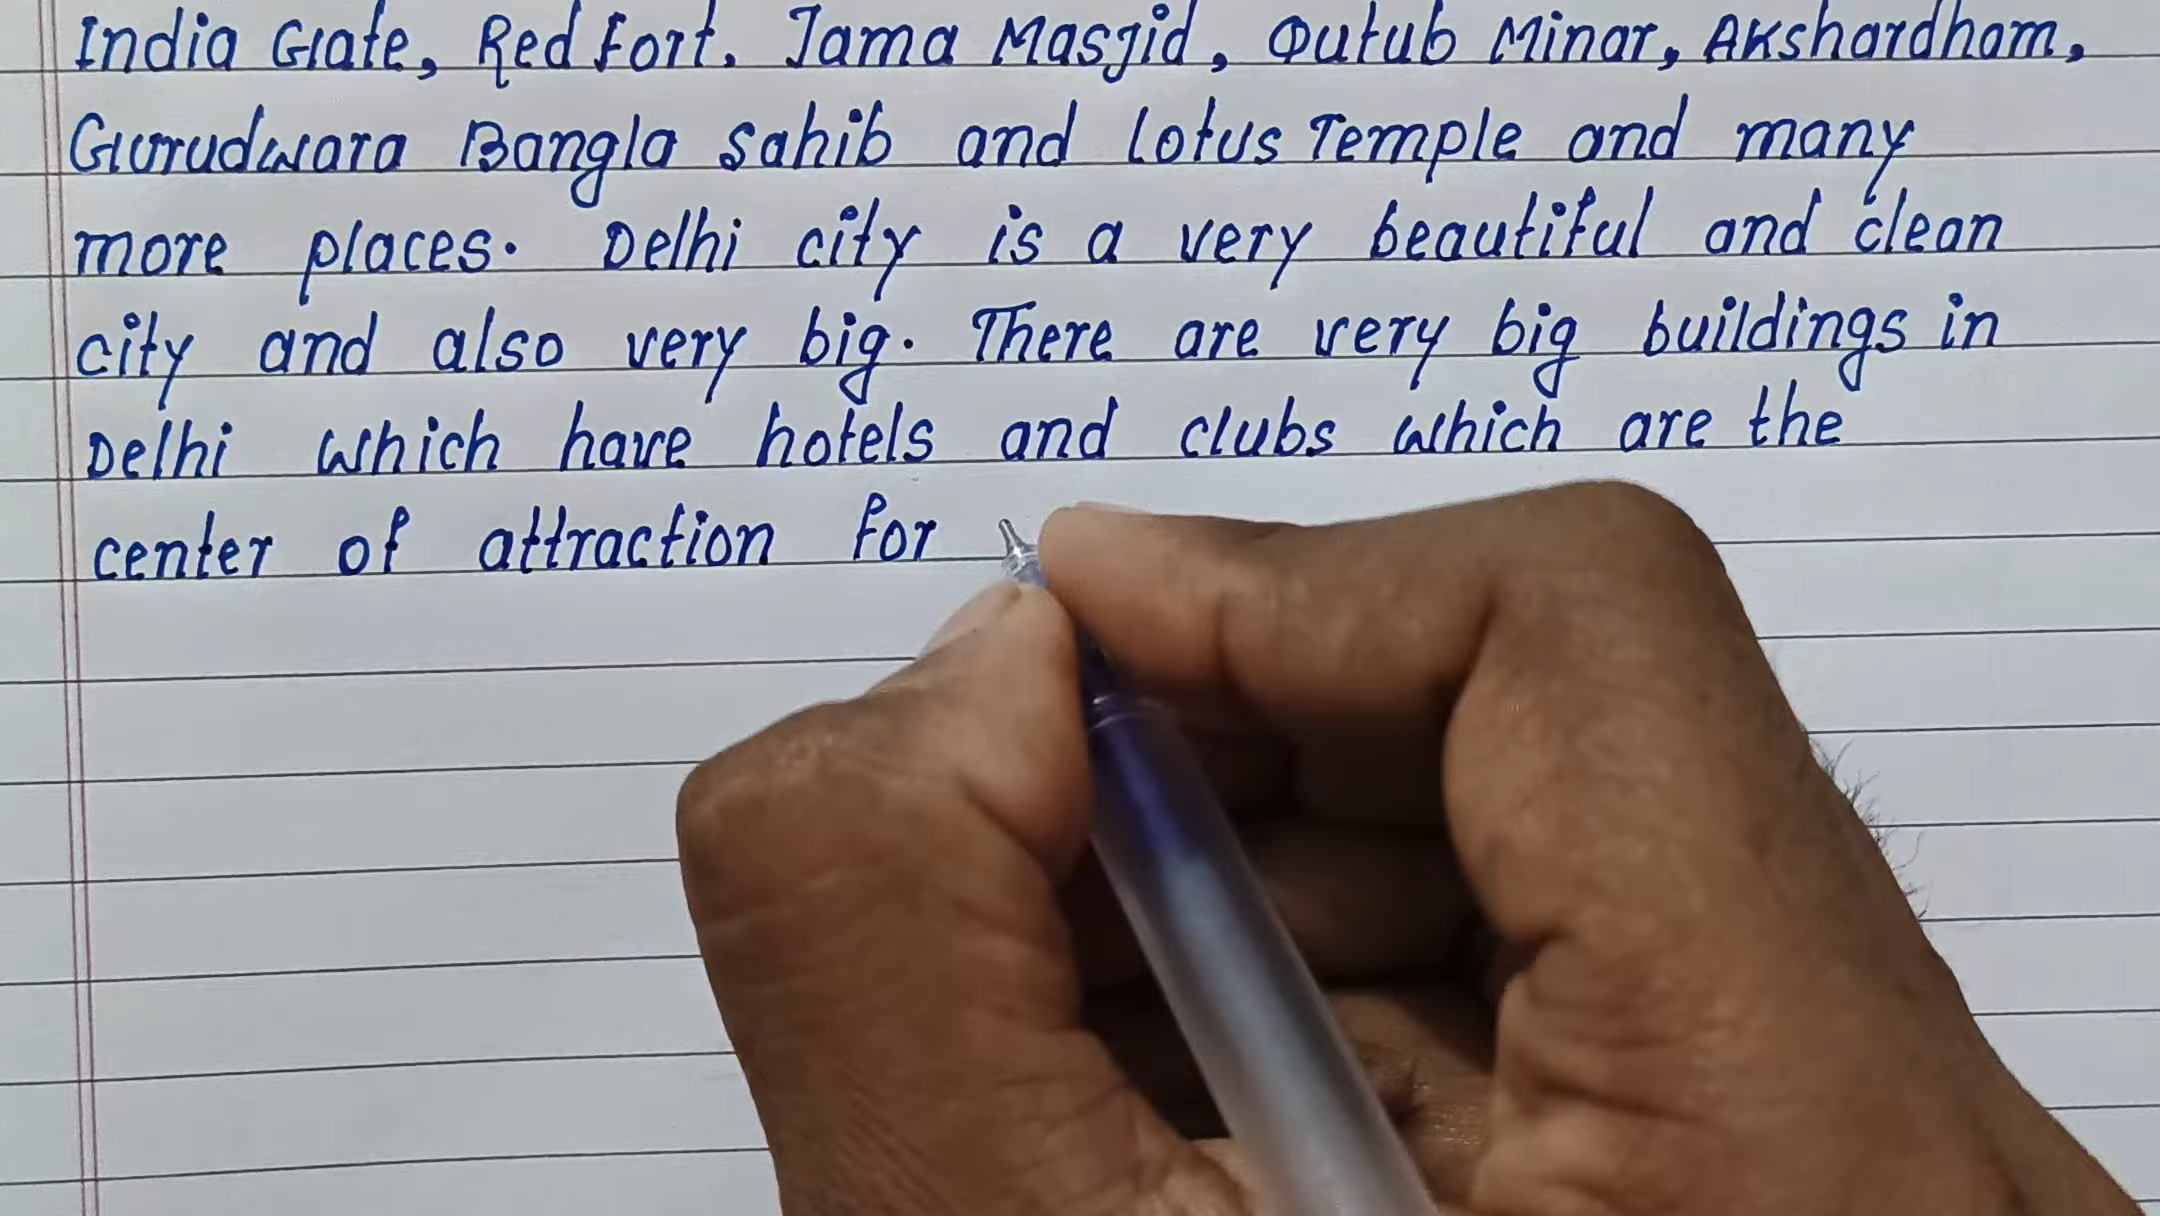 India Gate, Red Fort. Jama Masjid, Qutub Minar, Akshardham,
Gurudwara Bangla Sahib and Lotus Temple and many
more places. Delhi city is a very beautiful and clean
city and also very big. There are very big buildings in
Delhi which have hotels and clubs which are the
center of attraction for